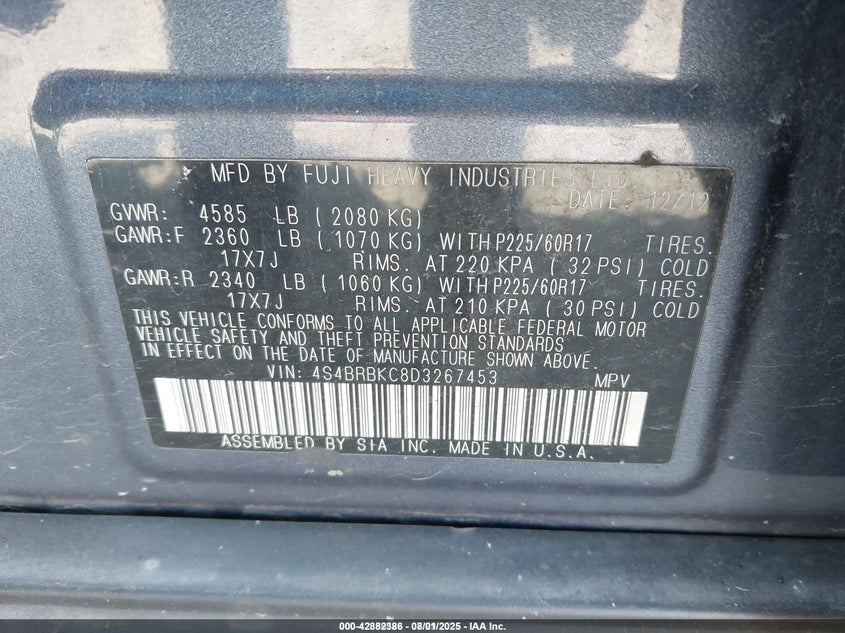 MFD BY FUJI HEAVY INDUSTRIES LTD.
DATE: 12/12
GVWR: 4585 LB ( 2080 KG)
GAWR:F 2360 LB ( 1070 KG) WITH P225/60R17 TIRES.
17X7J RIMS. AT 220 KPA ( 32 PSI) COLD
GAWR:R 2340 LB ( 1060 KG) WITH P225/60R17 TIRES.
17X7J RIMS. AT 210 KPA ( 30 PSI) COLD
THIS VEHICLE CONFORMS TO ALL APPLICABLE FEDERAL MOTOR
VEHICLE SAFETY AND THEFT PREVENTION STANDARDS
IN EFFECT ON THE DATE OF MANUFACTURE SHOWN ABOVE.
VIN: 4S4BRBKC8D3267453 MPV
ASSEMBLED BY SIA INC. MADE IN U.S.A.
000-42882386 - 08/01/2025 - IAA Inc.